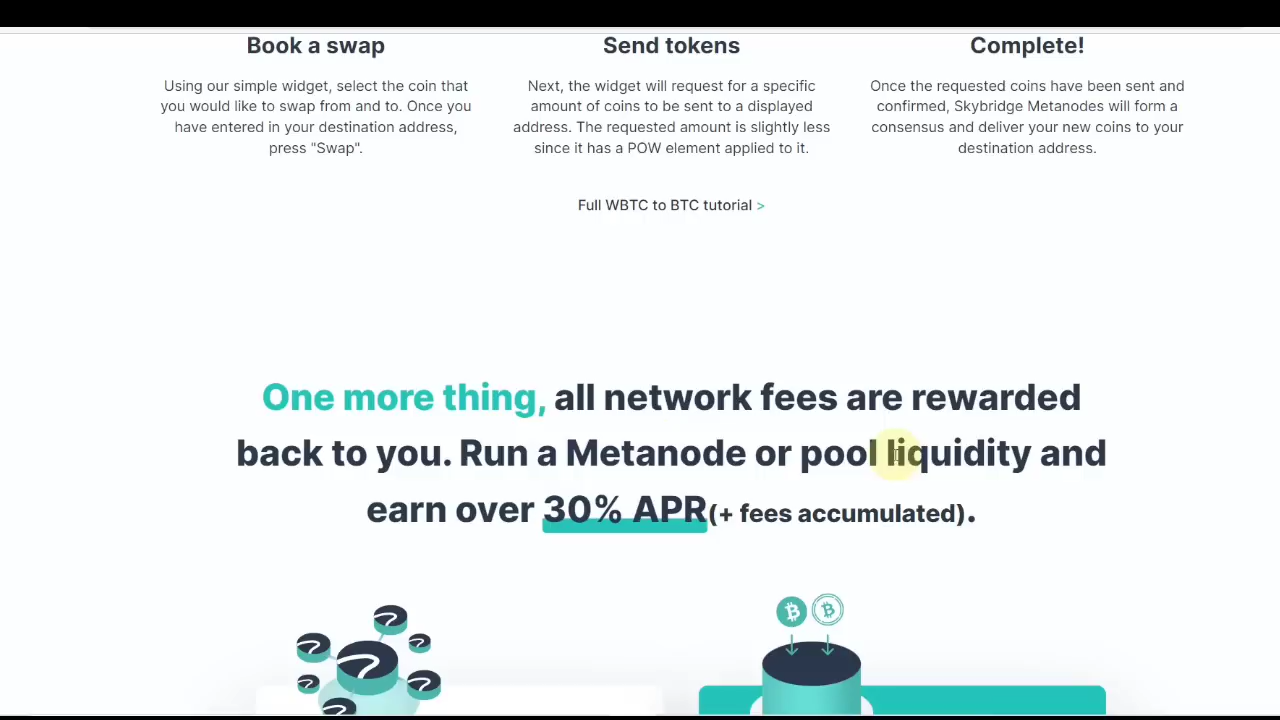 Book a swap
Using our simple widget, select the coin that
you would like to swap from and to. Once you
have entered in your destination address,
press "Swap".
Send tokens
Next, the widget will request for a specific
amount of coins to be sent to a displayed
address. The requested amount is slightly less
since it has a POW element applied to it.
Complete!
Once the requested coins have been sent and
confirmed, Skybridge Metanodes will form a
consensus and deliver your new coins to your
destination address.
Full WBTC to BTC tutorial >
One more thing, all network fees are rewarded
back to you. Run a Metanode or pool liquidity and
earn over 30% APR(+ fees accumulated).